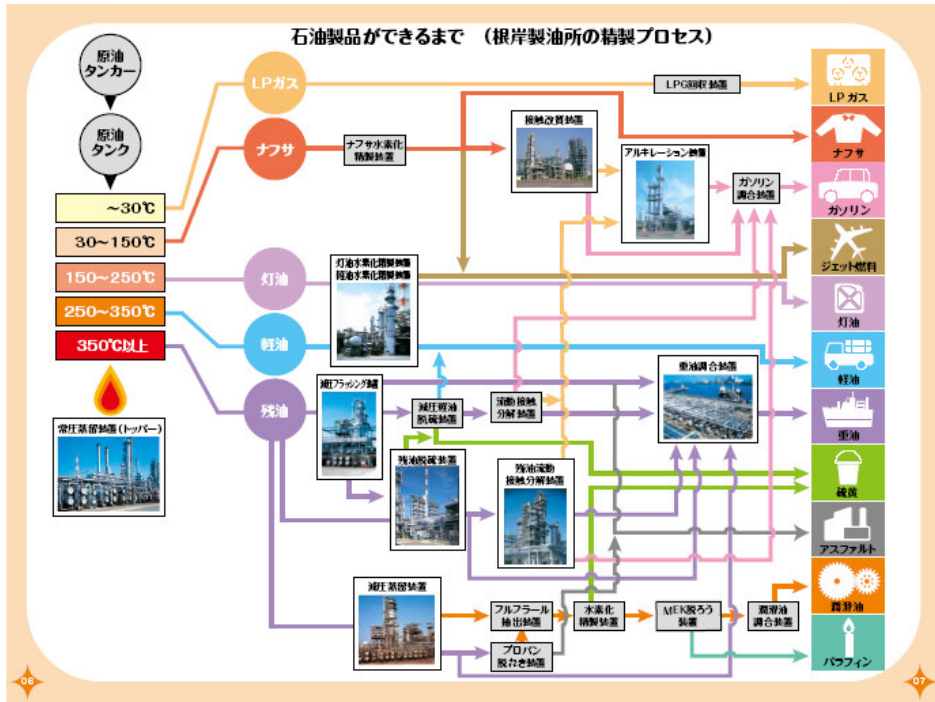 石油製品ができるまで （根岸製油所の精製プロセス）
原油
タンカー
原油
タンク
～30℃
30～150℃
150～250℃
250～350℃
350℃以上
常圧蒸留装置(トッパー)
LPガス
ナフサ
灯油
軽油
残油
LPG回収装置
ナフサ水素化
精製装置
接触改質装置
アルキレーション装置
ガソリン
調合装置
灯油水素化精製装置
軽油水素化精製装置
減圧フラッシング装置
減圧軽油
脱硫装置
流動接触
分解装置
重油調合装置
残油脱硫装置
残油流動
接触分解装置
減圧蒸留装置
フルフラール
抽出装置
水素化
精製装置
MEK脱ろう
装置
潤滑油
調合装置
プロパン
脱れき装置
LPガス
ナフサ
ガソリン
ジェット燃料
灯油
軽油
重油
硫黄
アスファルト
潤滑油
パラフィン
06
07